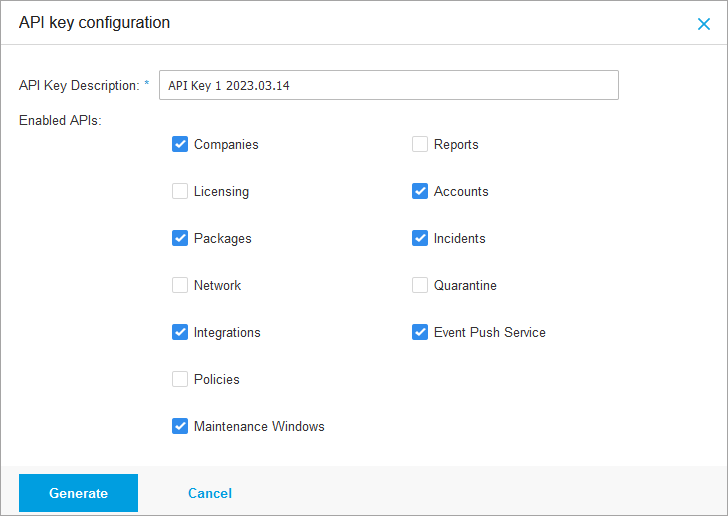 API key configuration
API Key Description: *
API Key 1 2023.03.14
Enabled APIs:
Companies
Reports
Licensing
Accounts
Packages
Incidents
Network
Quarantine
Integrations
Event Push Service
Policies
Maintenance Windows
Generate
Cancel